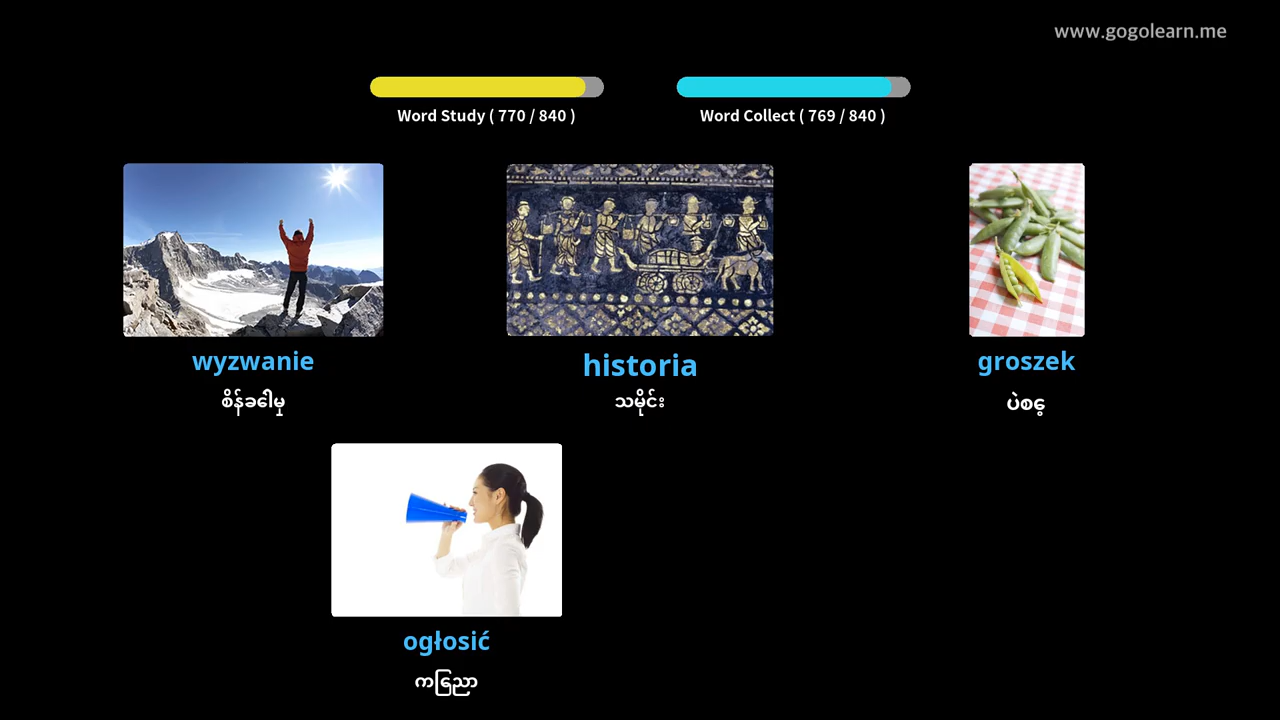 www.gogolearn.me
Word Study ( 770 / 840 )
Word Collect ( 769 / 840 )
wyzwanie
historia
groszek
စိန်ခေါ်မှု
သမိုင်း
ပဲစေ့
ogłosić
ကြေညာ